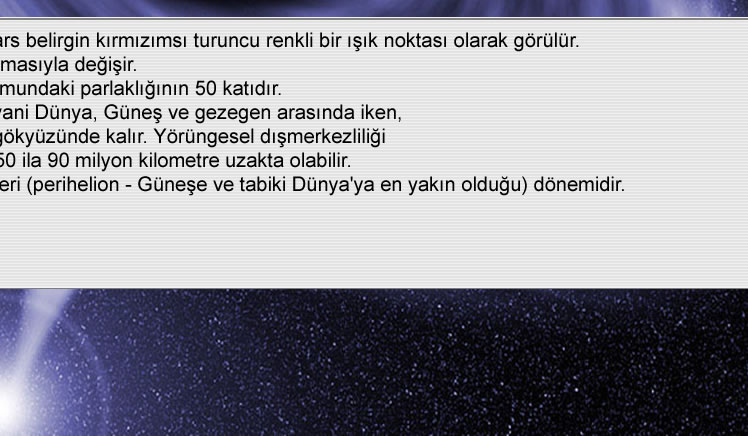 ars belirgin kırmızımsı turuncu renkli bir ışık noktası olarak görülür.
masıyla değişir.
mundaki parlaklığının 50 katıdır.
yani Dünya, Güneş ve gezegen arasında iken,
gökyüzünde kalır. Yörüngesel dışmerkezliliği
50 ila 90 milyon kilometre uzakta olabilir.
eri (perihelion - Güneşe ve tabiki Dünya'ya en yakın olduğu) dönemidir.